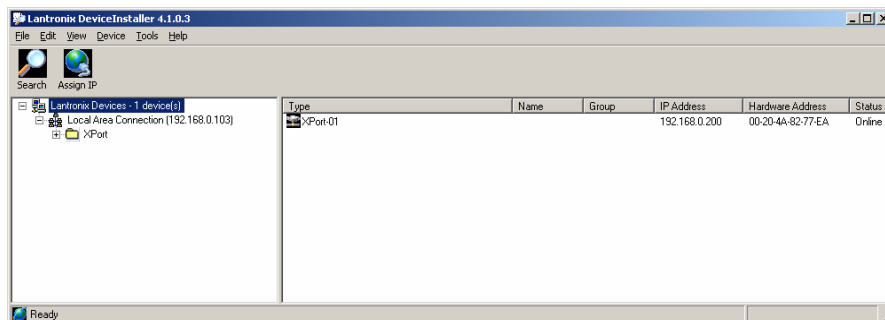 Lantronix DeviceInstaller 4.1.0.3
File Edit View Device Tools Help
Search Assign IP
Lantronix Devices - 1 device(s)
Local Area Connection (192.168.0.103)
XPort
Type Name Group IP Address Hardware Address Status
XPort-01 192.168.0.200 00-20-4A-82-77-EA Online
Ready